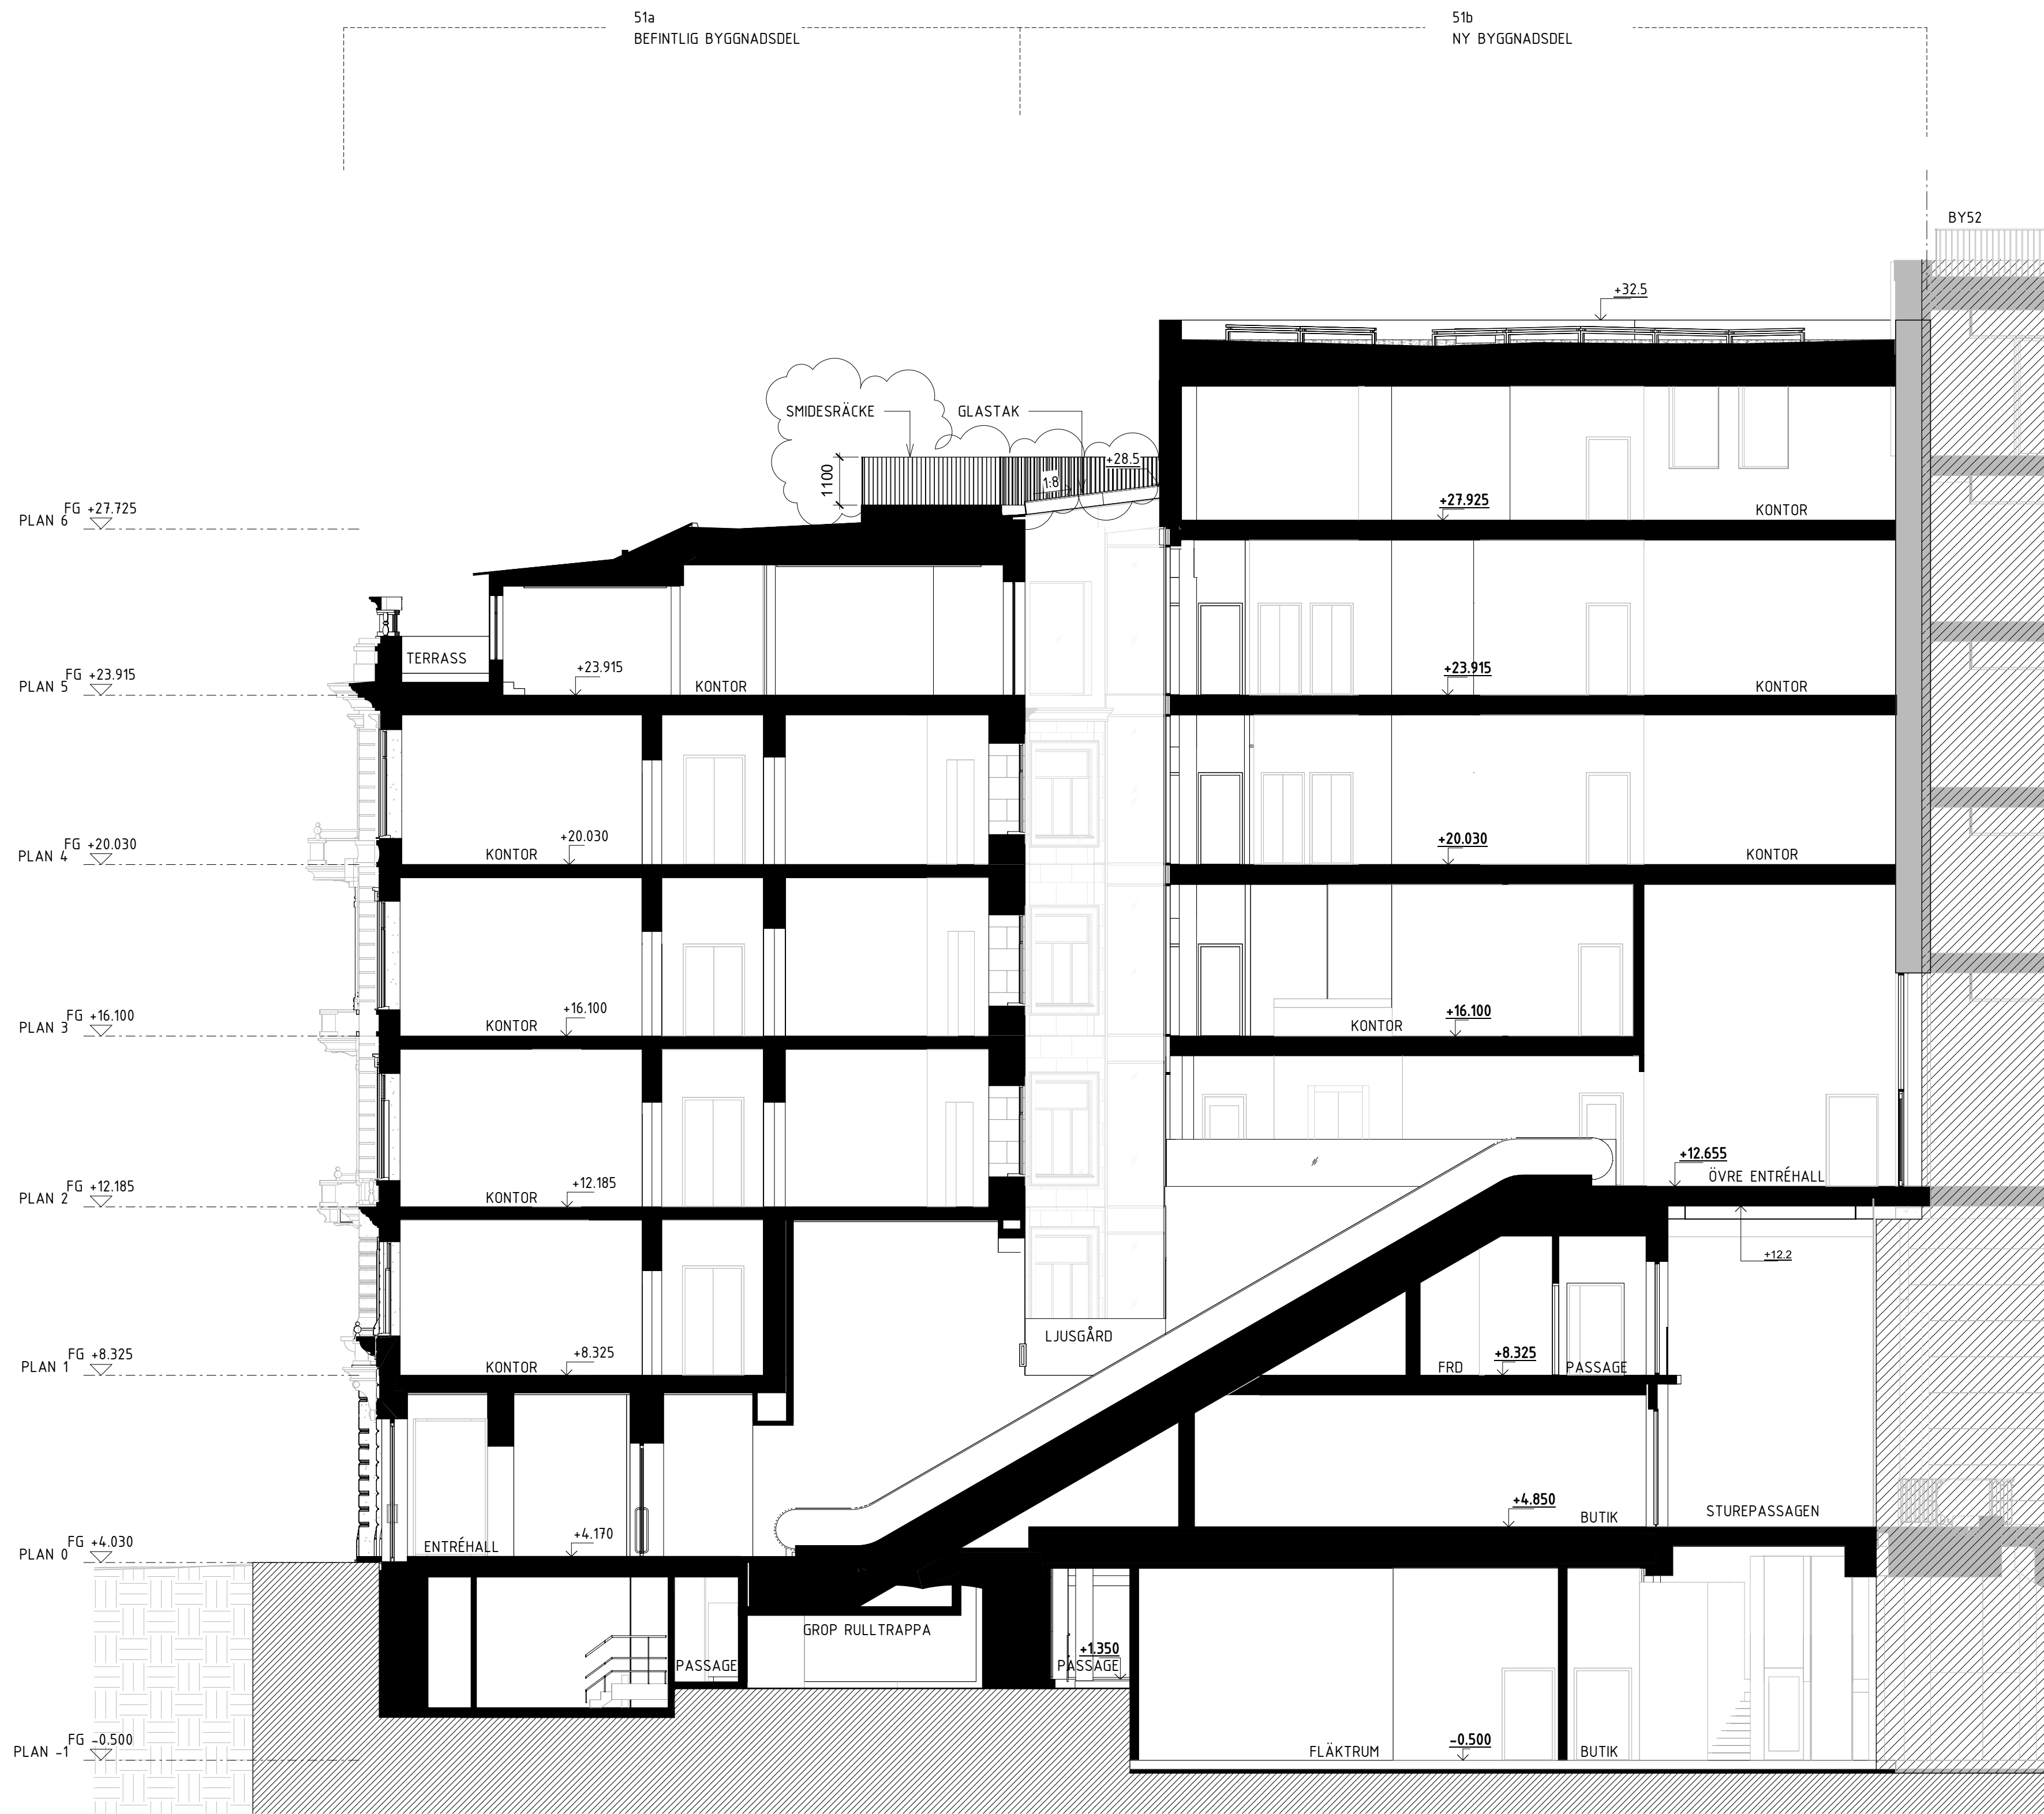 51a
BEFINTLIG BYGGNADSDEL
51b
NY BYGGNADSDEL
BY52
+32.5
SMIDESRÄCKE
GLASTAK
1100
1:8
+28.5
PLAN 6
FG +27.725
+27.925
KONTOR
TERRASS
PLAN 5
FG +23.915
+23.915
KONTOR
+23.915
KONTOR
PLAN 4
FG +20.030
KONTOR
+20.030
+20.030
KONTOR
PLAN 3
FG +16.100
KONTOR
+16.100
KONTOR
+16.100
PLAN 2
FG +12.185
KONTOR
+12.185
+12.655
ÖVRE ENTRÉHALL
+12.2
LJUSGÅRD
PLAN 1
FG +8.325
KONTOR
+8.325
FRD
+8.325
PASSAGE
PLAN 0
FG +4.030
ENTRÉHALL
+4.170
+4.850
BUTIK
STUREPASSAGEN
GROP RULLTRAPPA
PASSAGE
+1.350
PASSAGE
PLAN -1
FG -0.500
FLÄKTRUM
-0.500
BUTIK